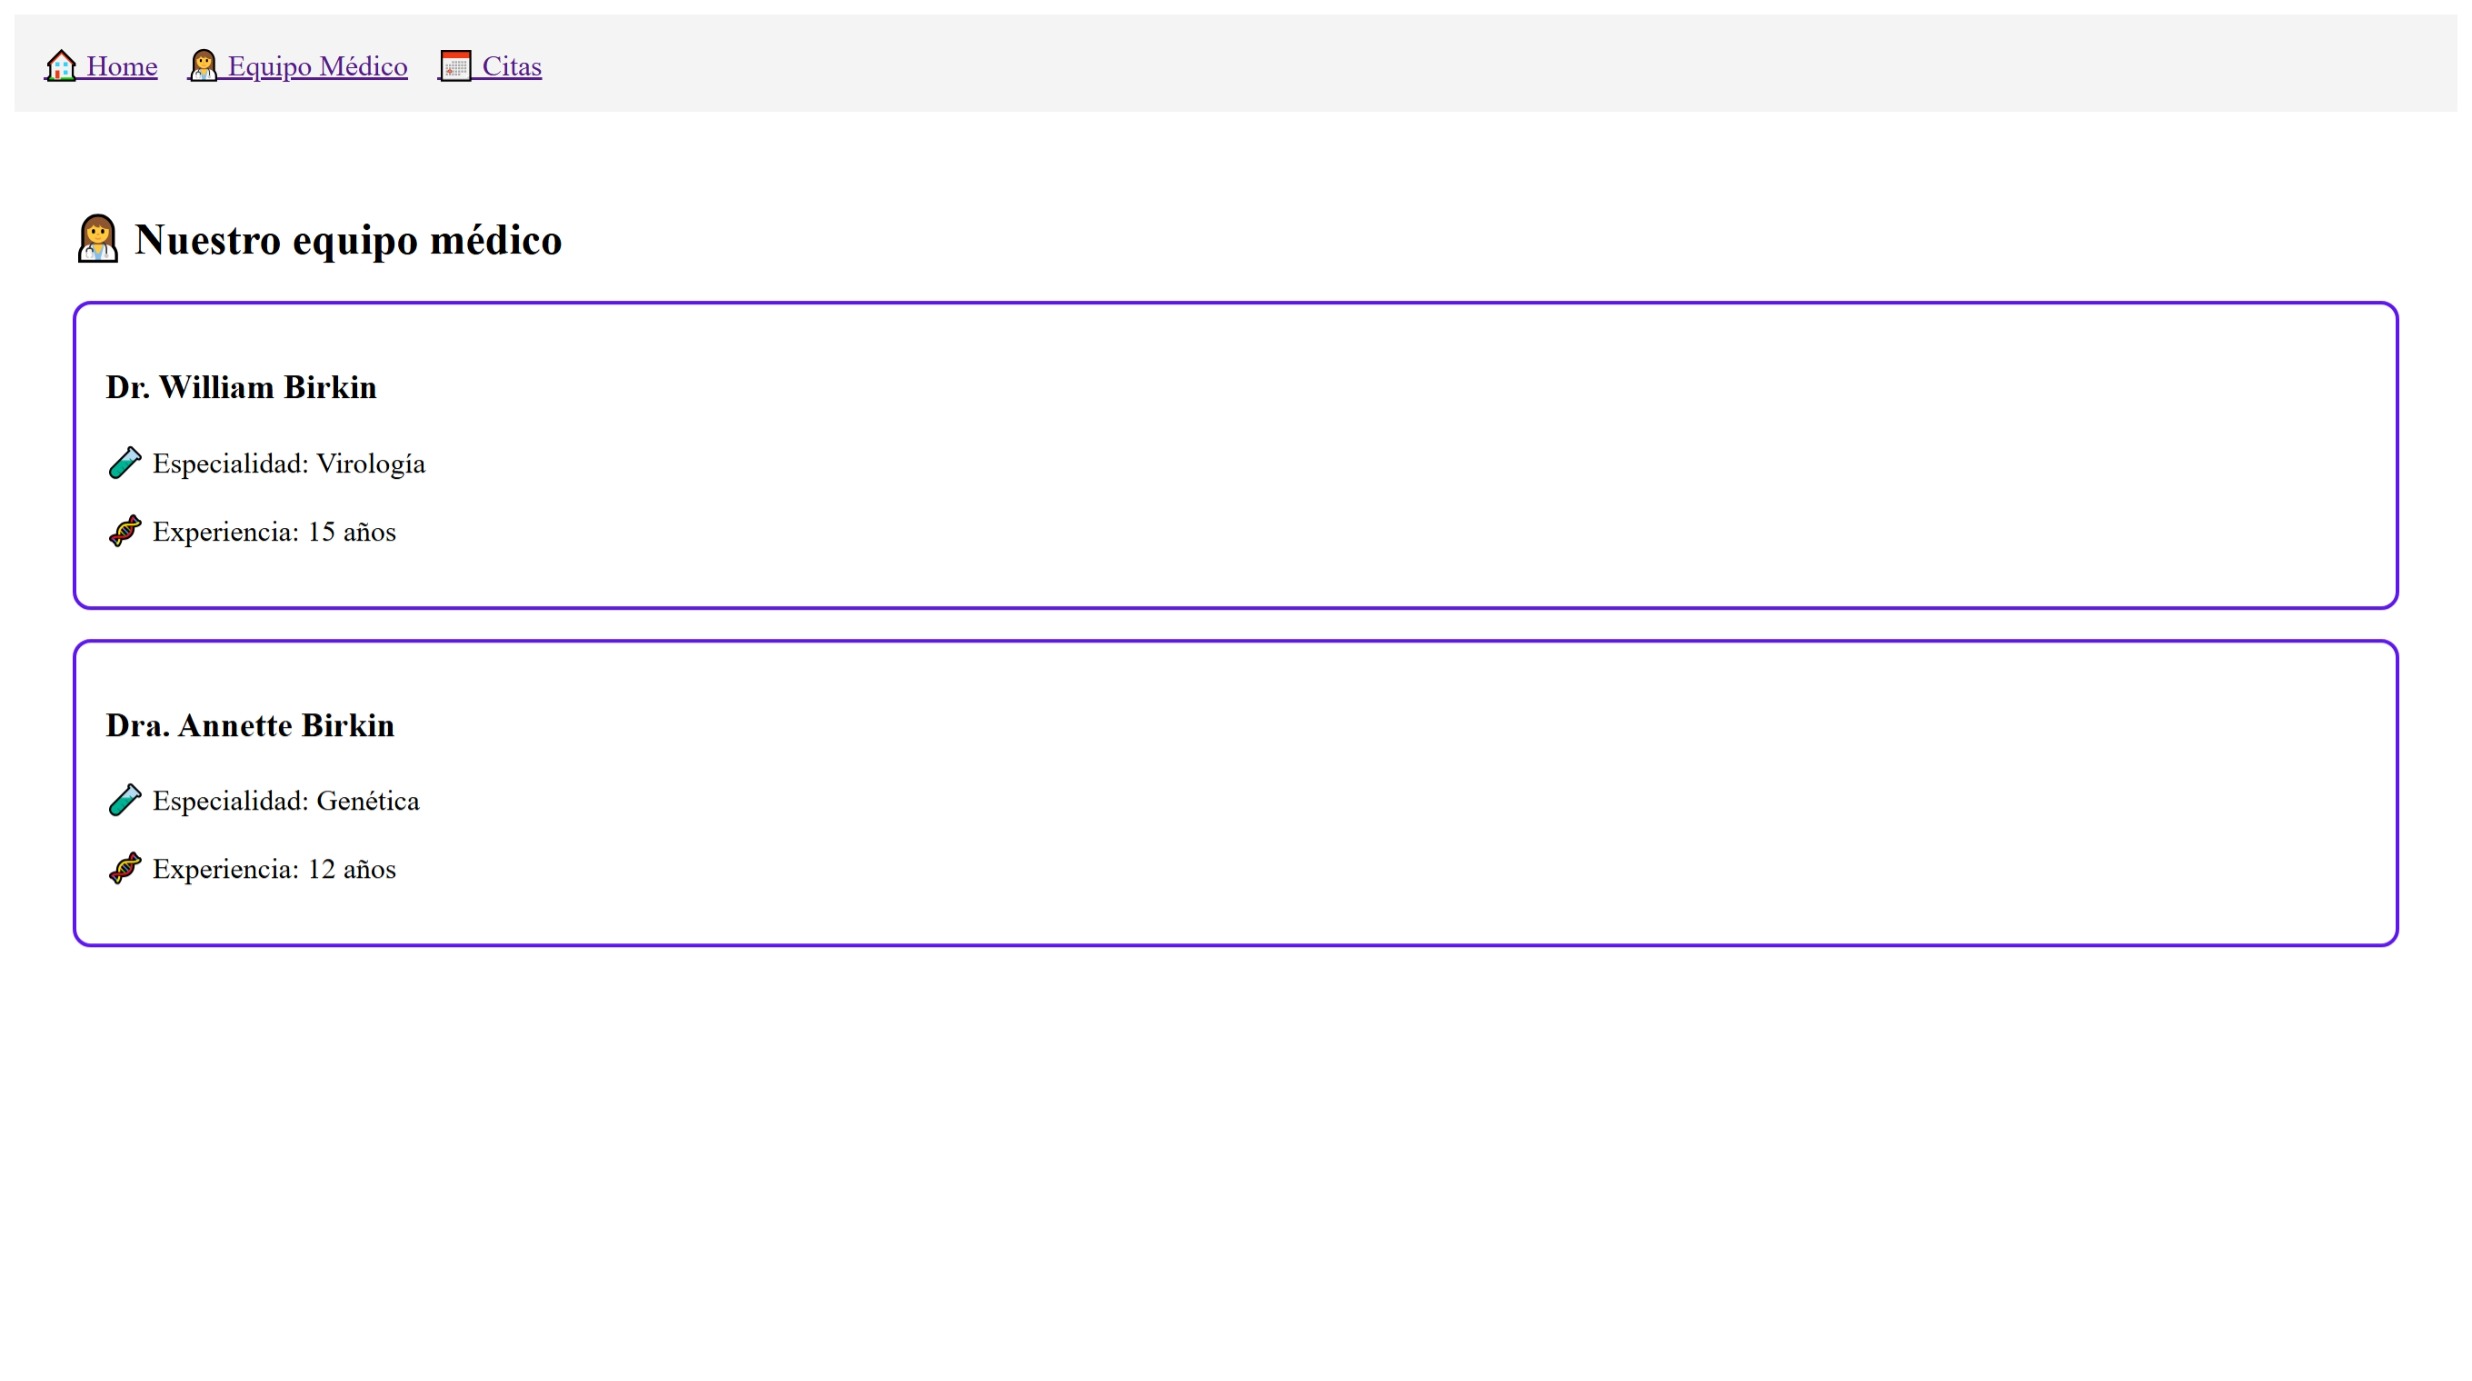 🏠 Home 👩‍⚕️ Equipo Médico 📅 Citas
👩‍⚕️ Nuestro equipo médico
Dr. William Birkin
🧪 Especialidad: Virología
🧬 Experiencia: 15 años
Dra. Annette Birkin
🧪 Especialidad: Genética
🧬 Experiencia: 12 años